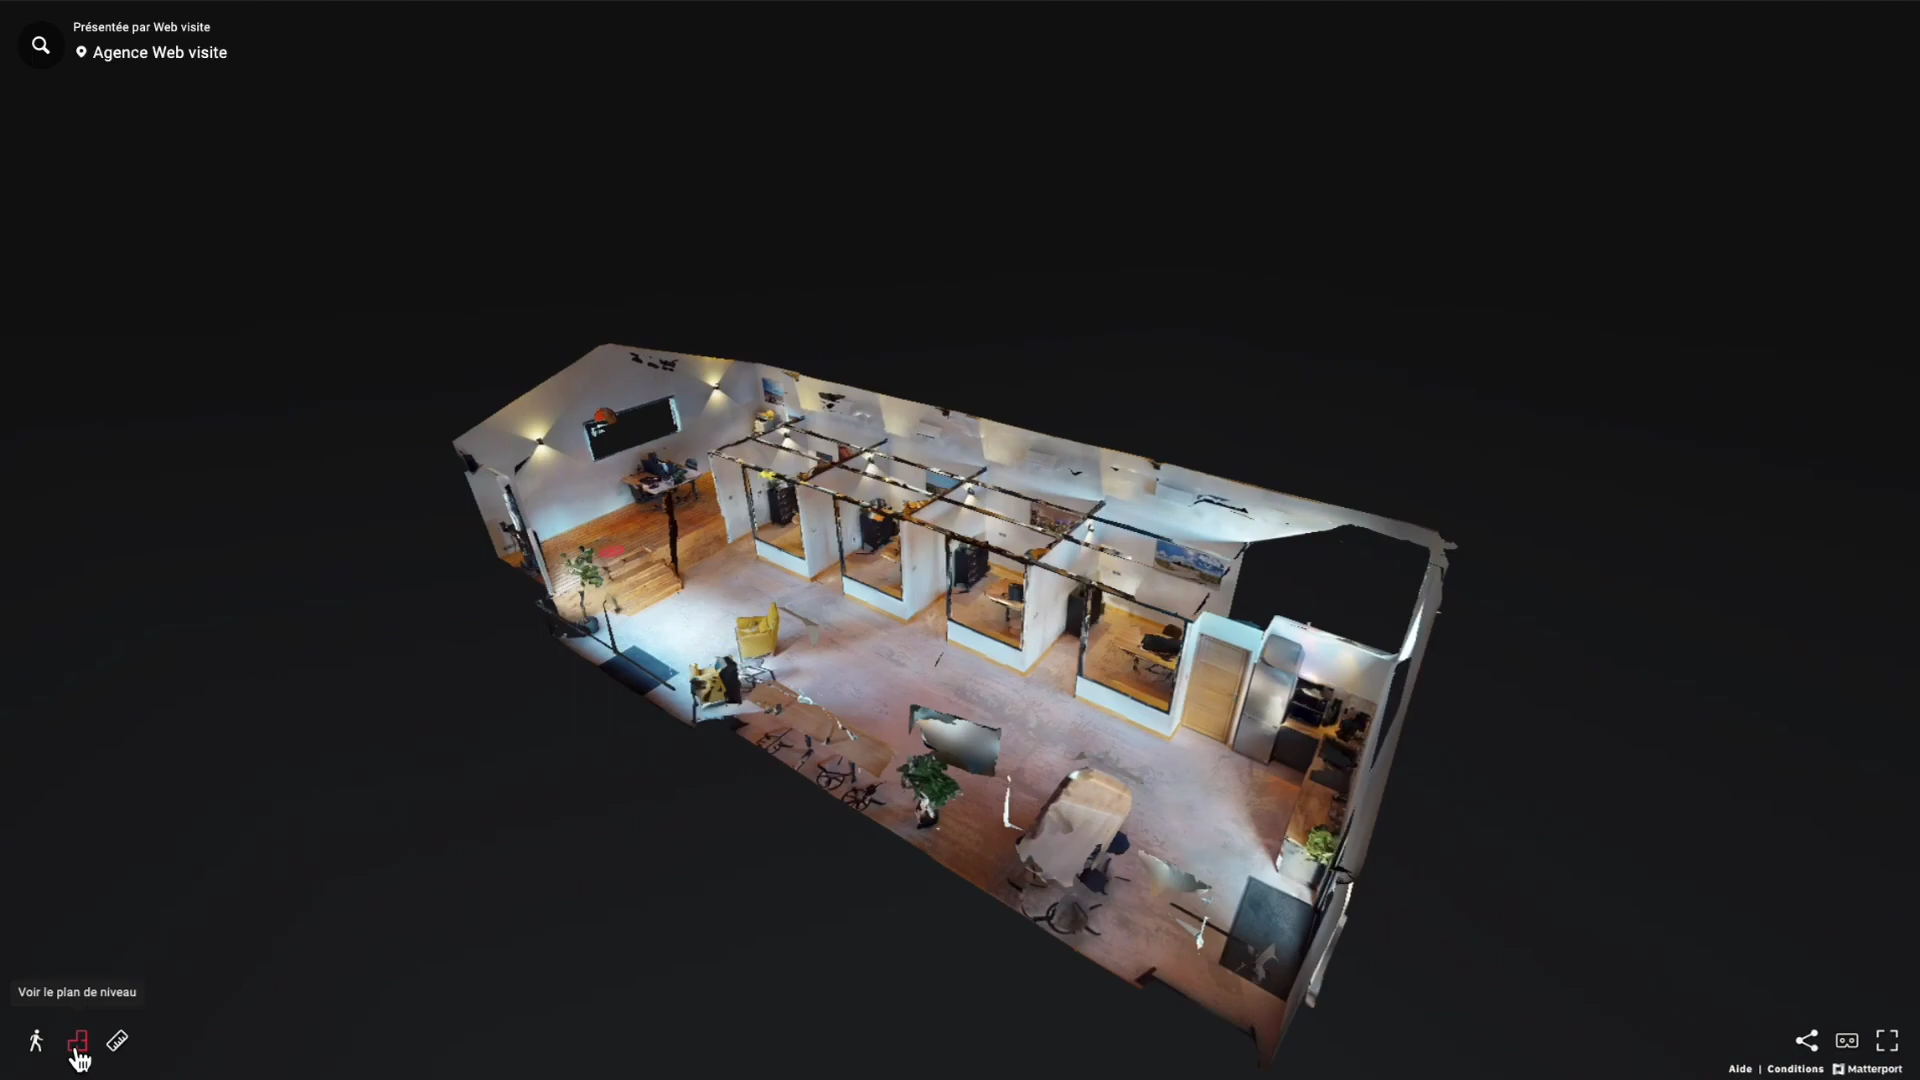 Présentée par Web visite
Agence Web visite
Voir le plan de niveau
Aide | Conditions Matterport